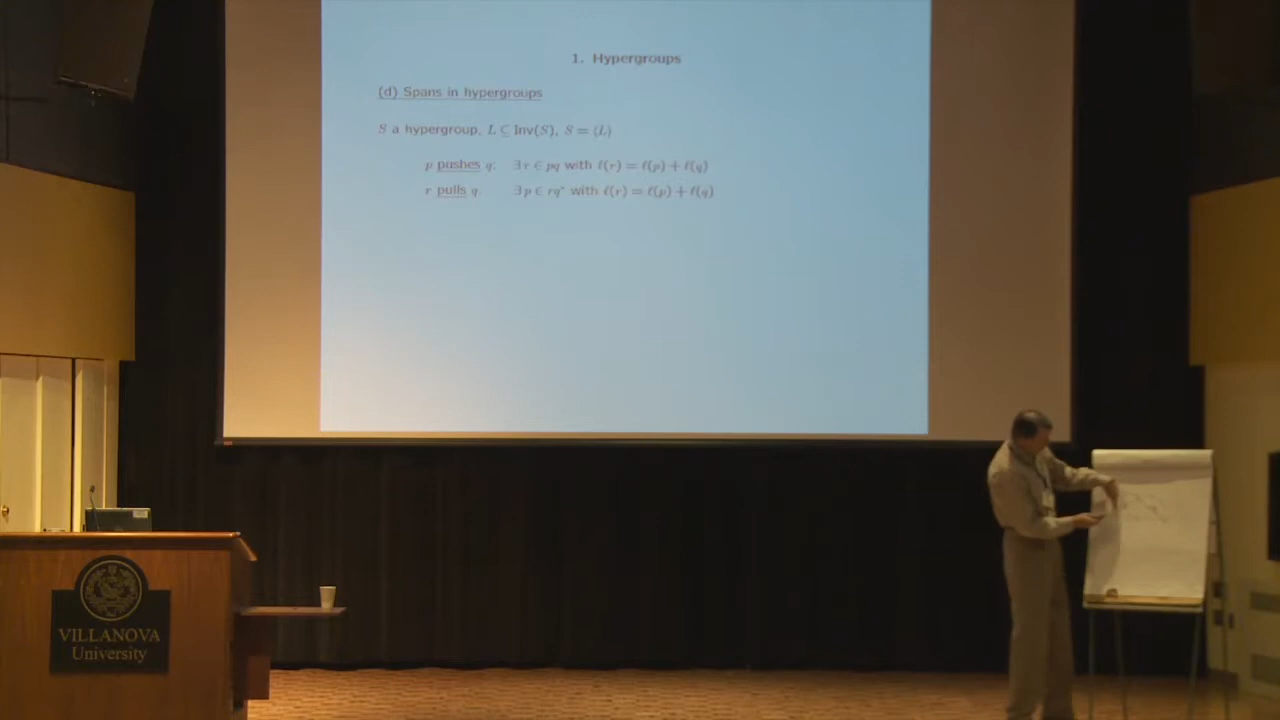 1. Hypergroups
(d) Spans in hypergroups
S a hypergroup, L ⊆ Inv(S), S = ⟨L⟩
p pushes q: ∃ r ∈ pq with ℓ(r) = ℓ(p) + ℓ(q)
r pulls q: ∃ p ∈ rq* with ℓ(r) = ℓ(p) + ℓ(q)
VILLANOVA
University